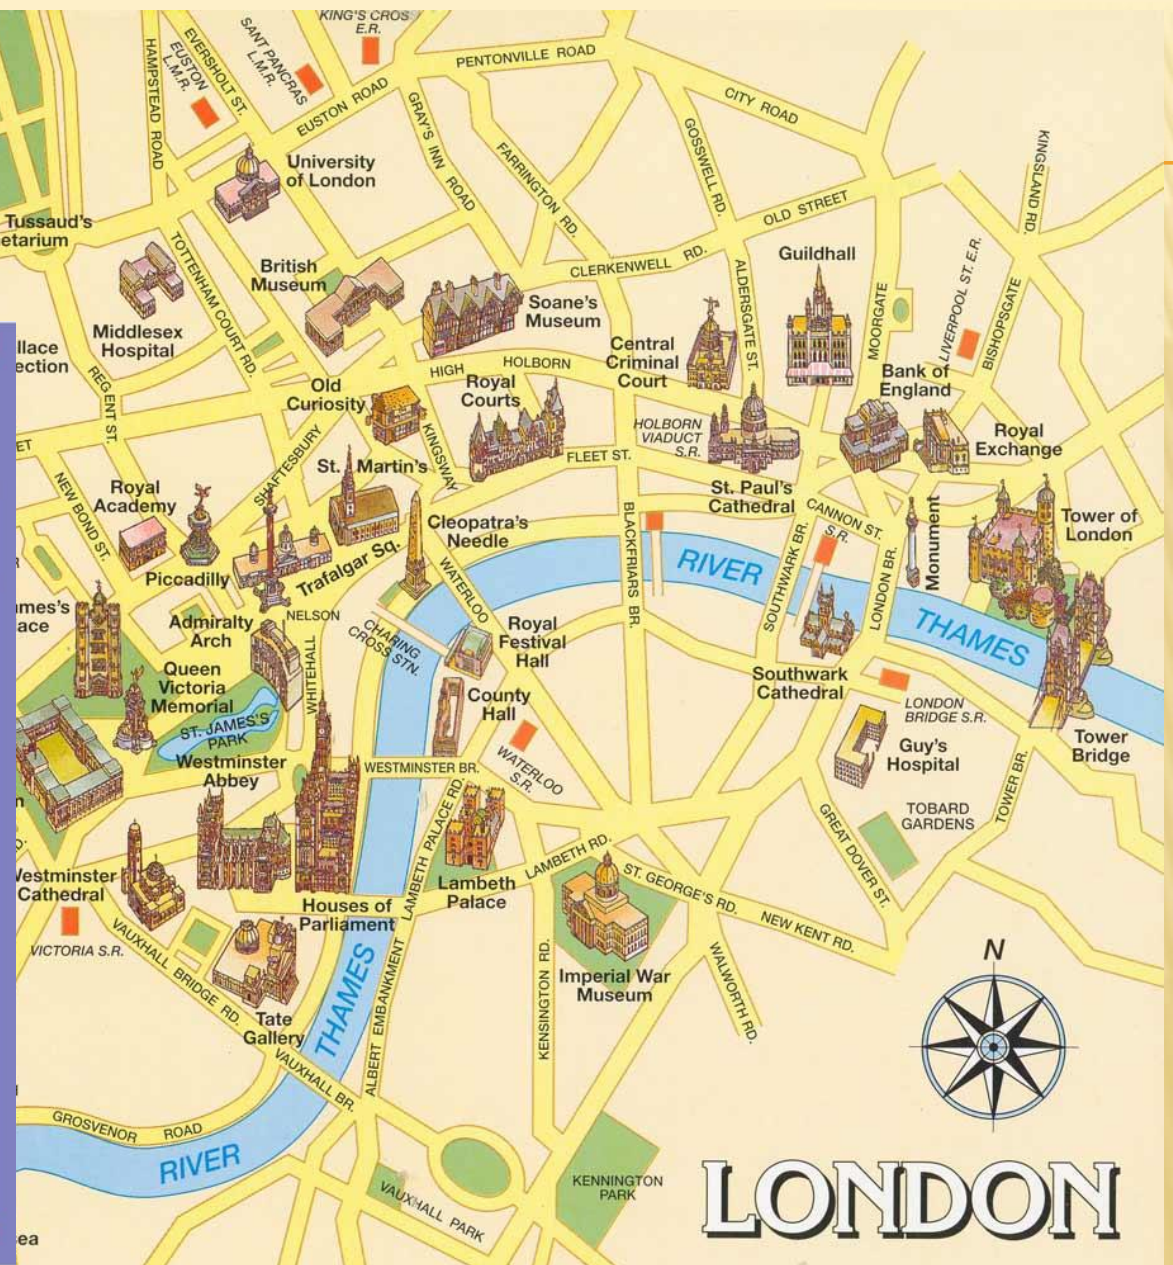 KING'S CROS
E.R.
SANT PANCRAS
L.M.R.
EUSTON
L.M.R.
EVERSHOLT ST.
HAMPSTEAD ROAD
EUSTON ROAD
PENTONVILLE ROAD
CITY ROAD
GRAY'S INN ROAD
FARRINGTON RD.
GOSSWELL RD.
KINGSLAND RD.
University
of London
OLD STREET
Tussaud's
etarium
TOTTENHAM COURT RD.
British
Museum
CLERKENWELL RD.
Guildhall
ALDERSGATE ST.
MOORGATE
LIVERPOOL ST. E.R.
BISHOPSGATE
Soane's
Museum
Middlesex
Hospital
llace
ection
REGENT ST.
HIGH HOLBORN
Central
Criminal
Court
Bank of
England
Old
Curiosity
Royal
Courts
KINGSWAY
HOLBORN
VIADUCT
S.R.
Royal
Exchange
ET
SHAFTESBURY
St. Martin's
FLEET ST.
NEW BOND ST.
Royal
Academy
St. Paul's
Cathedral
CANNON ST.
S.R.
Monument
Tower of
London
Cleopatra's
Needle
BLACKFRIARS BR.
SOUTHWARK BR.
LONDON BR.
Trafalgar Sq.
Piccadilly
WATERLOO
RIVER
THAMES
R
ames's
ace
Admiralty
Arch
NELSON
CHARING
CROSS STN.
WHITEHALL
Royal
Festival
Hall
Queen
Victoria
Memorial
Southwark
Cathedral
County
Hall
LONDON
BRIDGE S.R.
ST. JAMES'S
PARK
Guy's
Hospital
Tower
Bridge
Westminster
Abbey
WESTMINSTER BR.
WATERLOO
S.R.
TOWER BR.
n
LAMBETH PALACE RD.
TOBARD
GARDENS
GREAT DOVER ST.
D.
LAMBETH RD.
ST. GEORGE'S RD.
NEW KENT RD.
Westminster
Cathedral
Lambeth
Palace
Houses of
Parliament
VICTORIA S.R.
VAUXHALL BRIDGE RD.
Imperial War
Museum
WALWORTH RD.
N
THAMES
ALBERT EMBANKMENT
KENSINGTON RD.
Tate
Gallery
VAUXHALL BR.
GROSVENOR ROAD
RIVER
VAUXHALL PARK
KENNINGTON
PARK
LONDON
ea